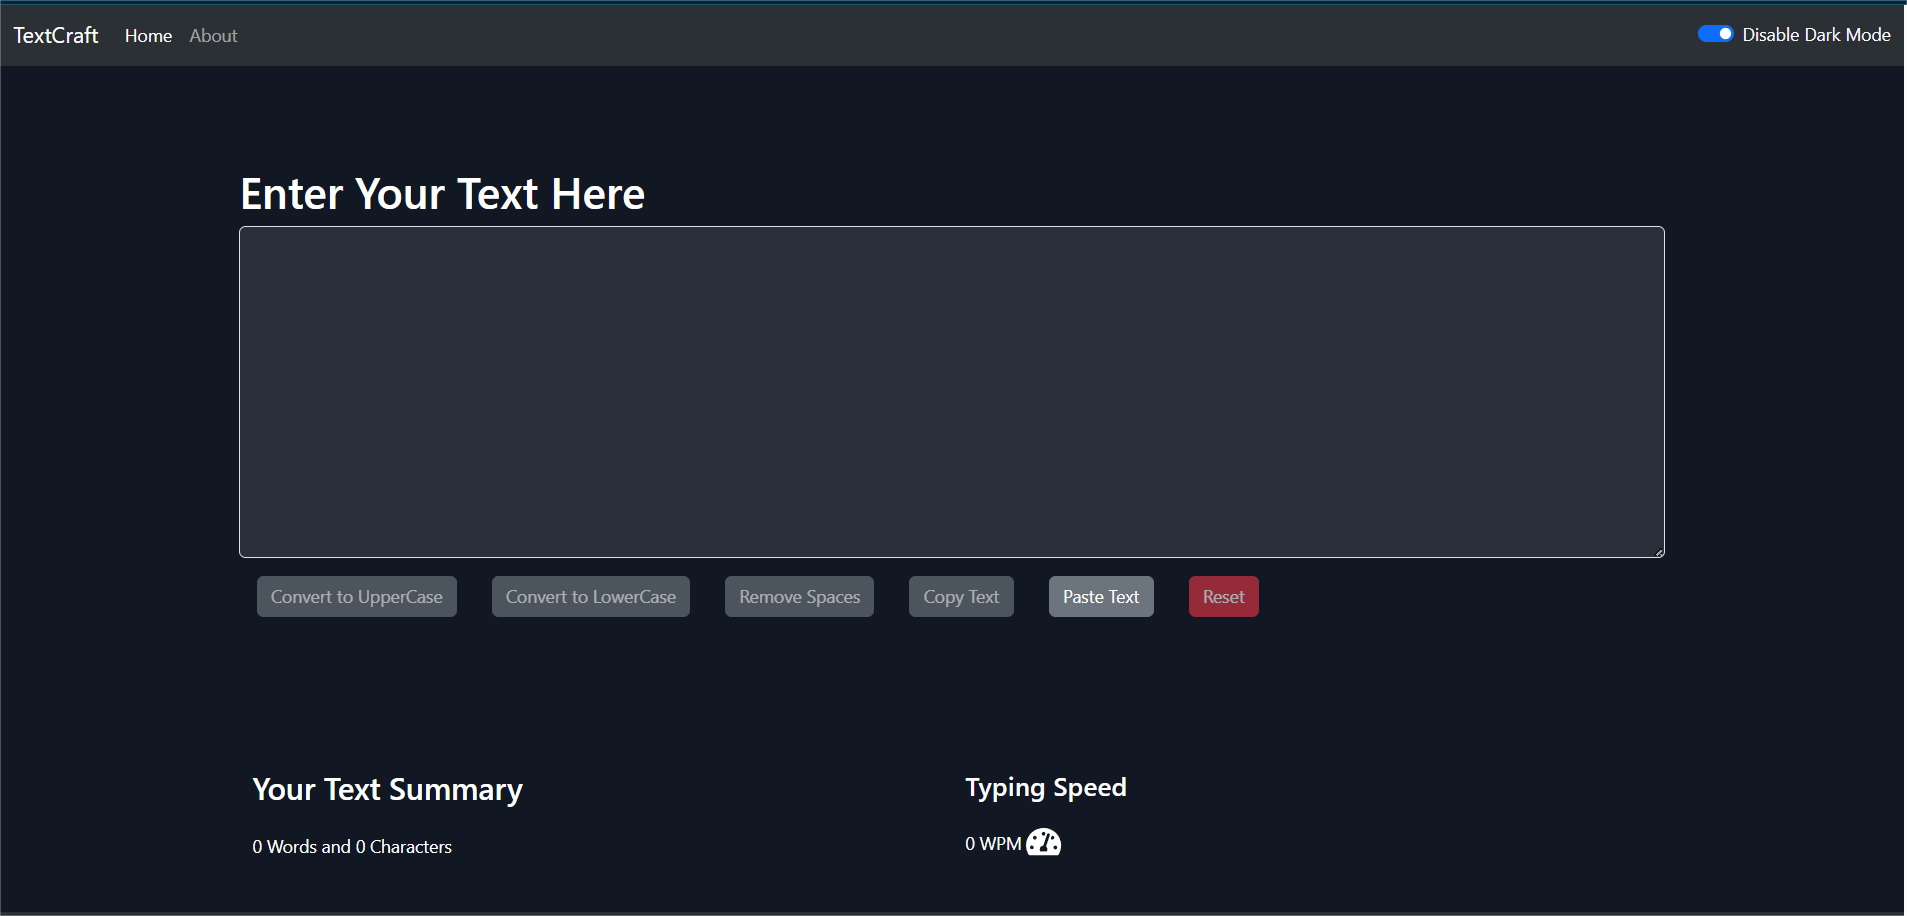 TextCraft Home About Disable Dark Mode
Enter Your Text Here
Convert to UpperCase Convert to LowerCase Remove Spaces Copy Text Paste Text Reset
Your Text Summary
0 Words and 0 Characters
Typing Speed
0 WPM